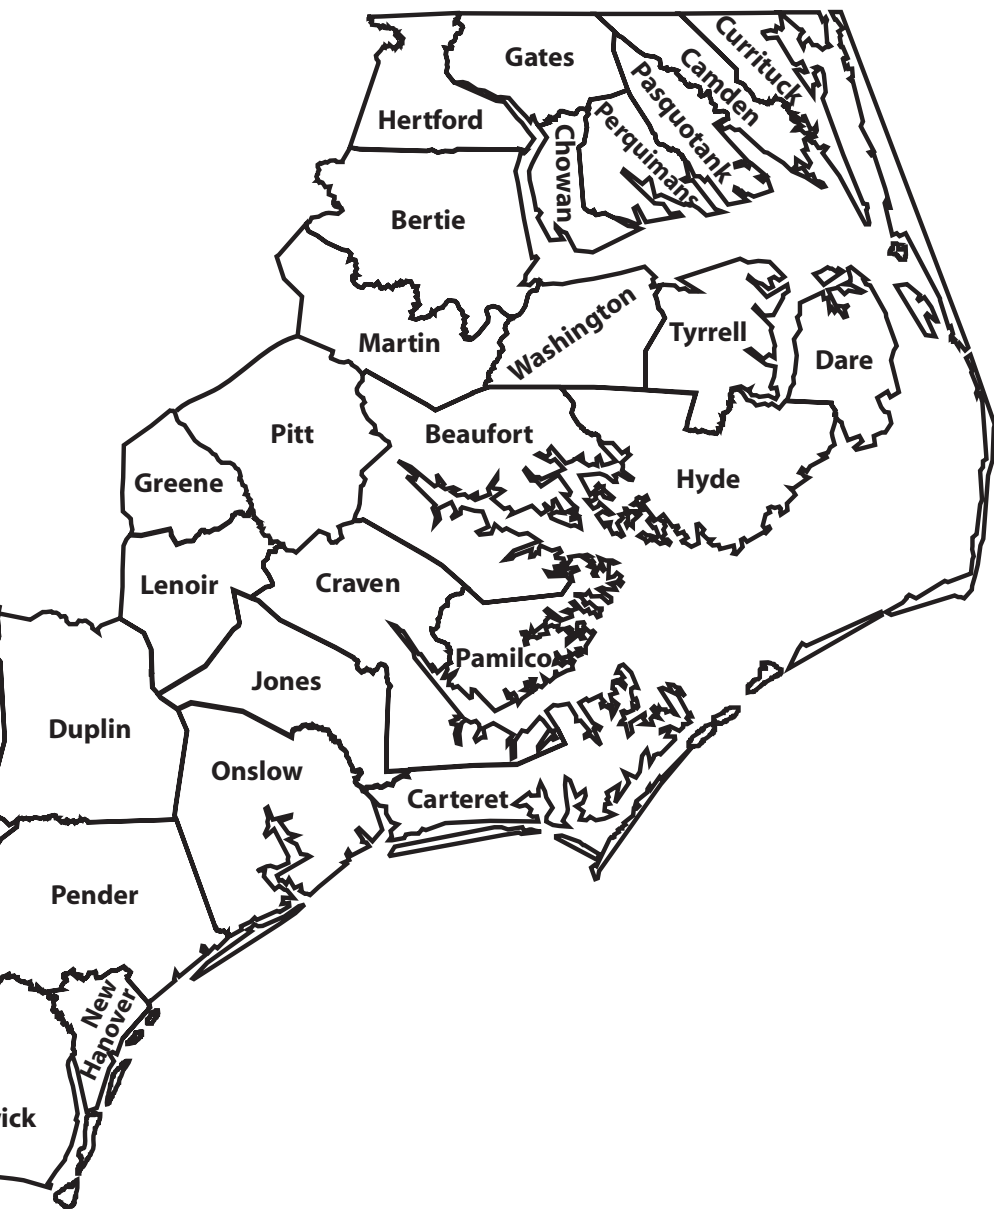 Currituck
Gates
Camden
Pasquotank
Hertford
Perquimans
Chowan
Bertie
Washington
Tyrrell
Martin
Dare
Pitt
Beaufort
Hyde
Greene
Lenoir
Craven
Pamilco
Jones
Duplin
Onslow
Carteret
Pender
New
Hanover
ick